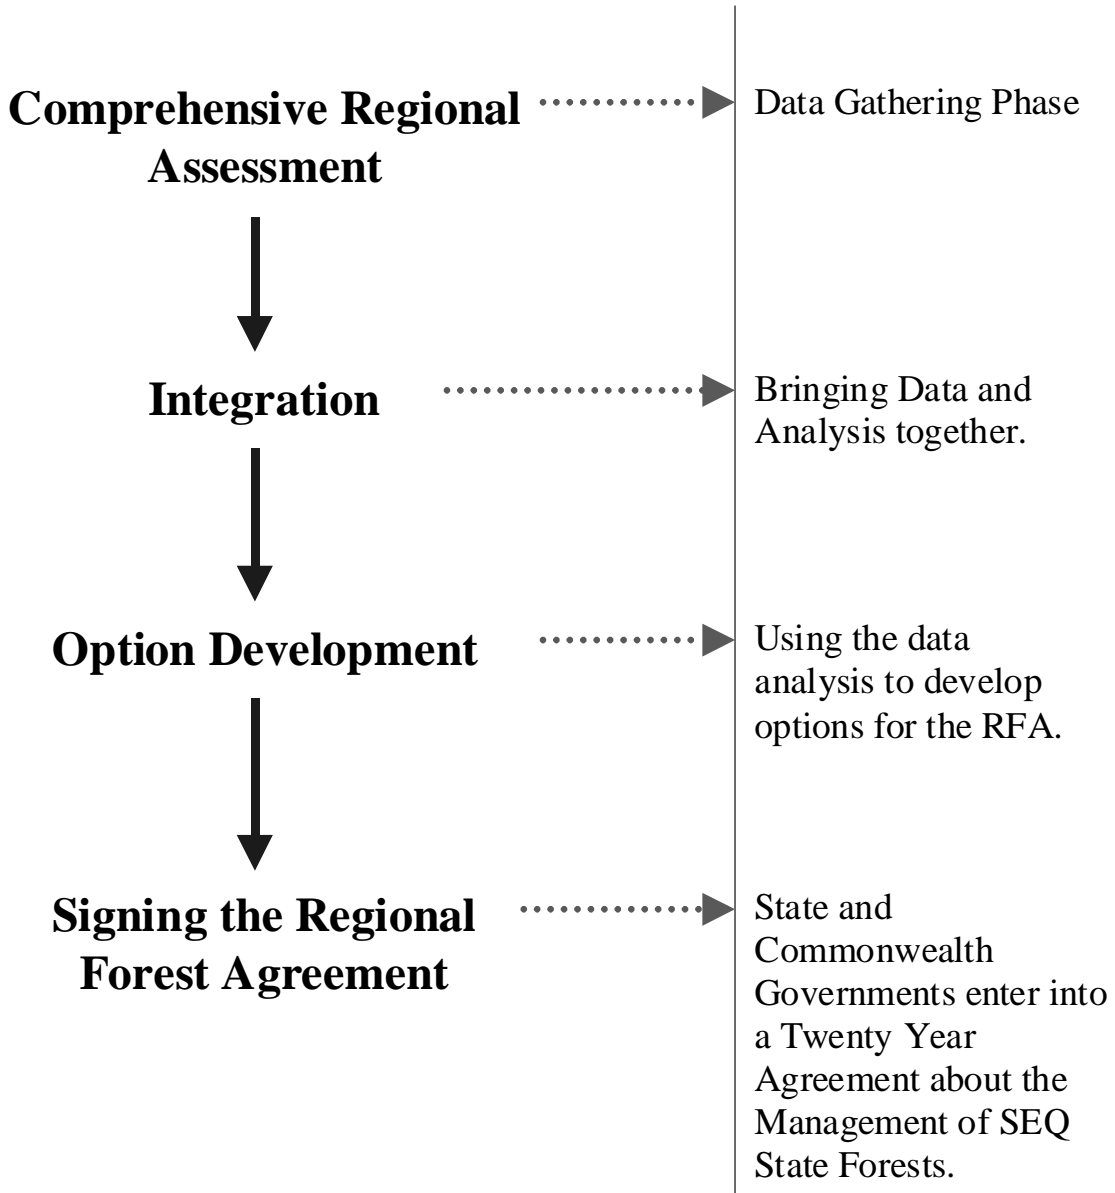 Comprehensive Regional
Assessment
Data Gathering Phase
Integration
Bringing Data and
Analysis together.
Option Development
Using the data
analysis to develop
options for the RFA.
Signing the Regional
Forest Agreement
State and
Commonwealth
Governments enter into
a Twenty Year
Agreement about the
Management of SEQ
State Forests.